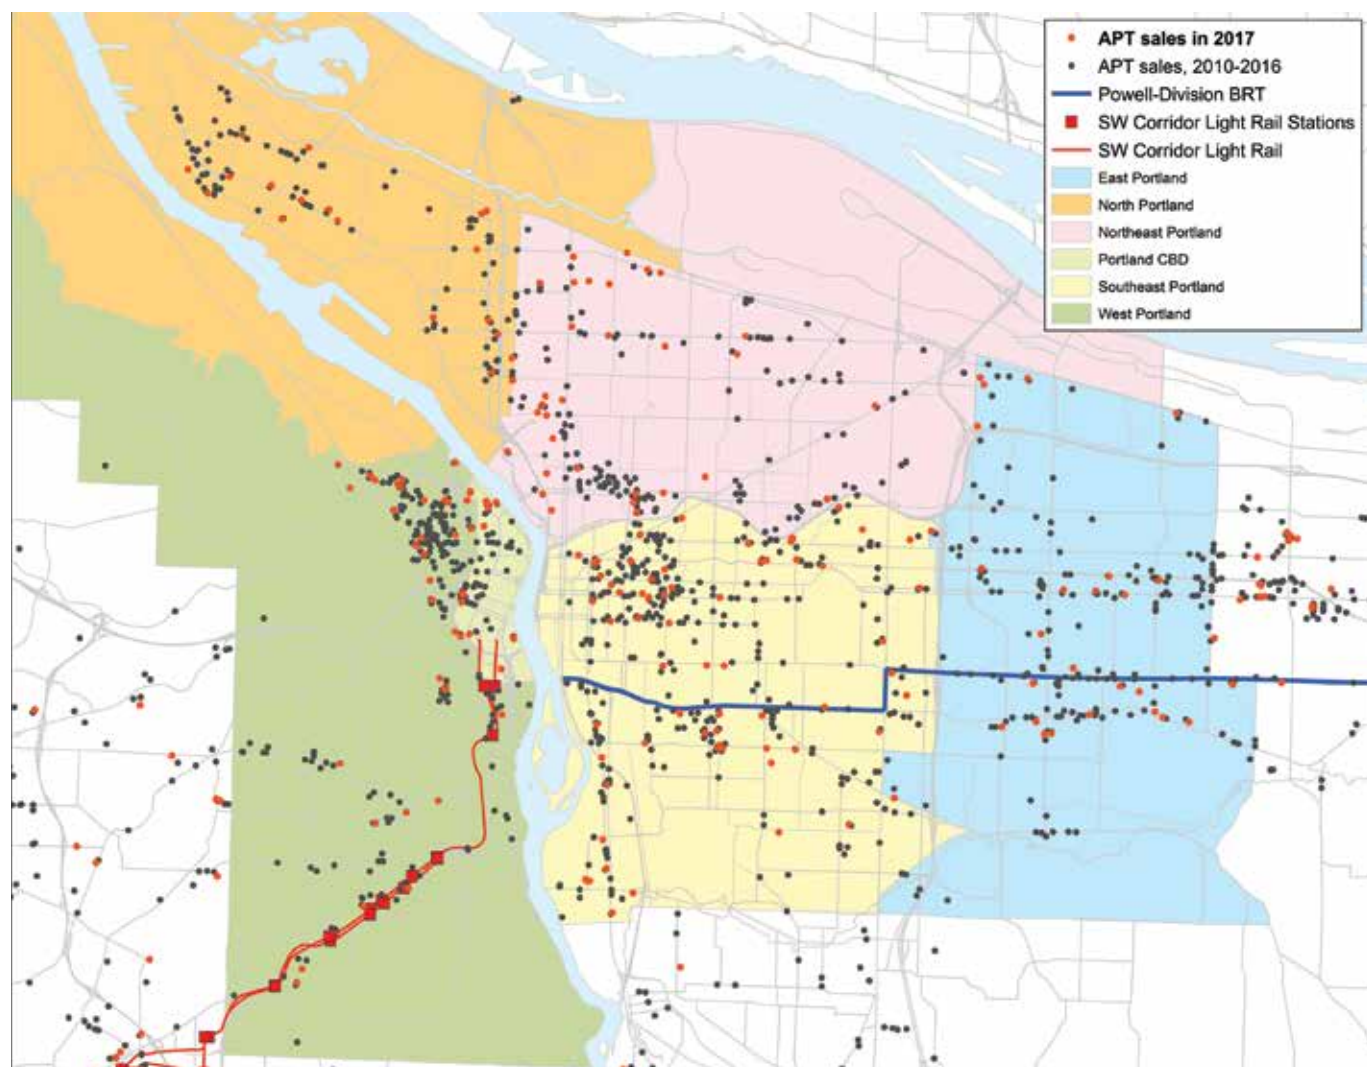 APT sales in 2017
APT sales, 2010-2016
Powell-Division BRT
SW Corridor Light Rail Stations
SW Corridor Light Rail
East Portland
North Portland
Northeast Portland
Portland CBD
Southeast Portland
West Portland